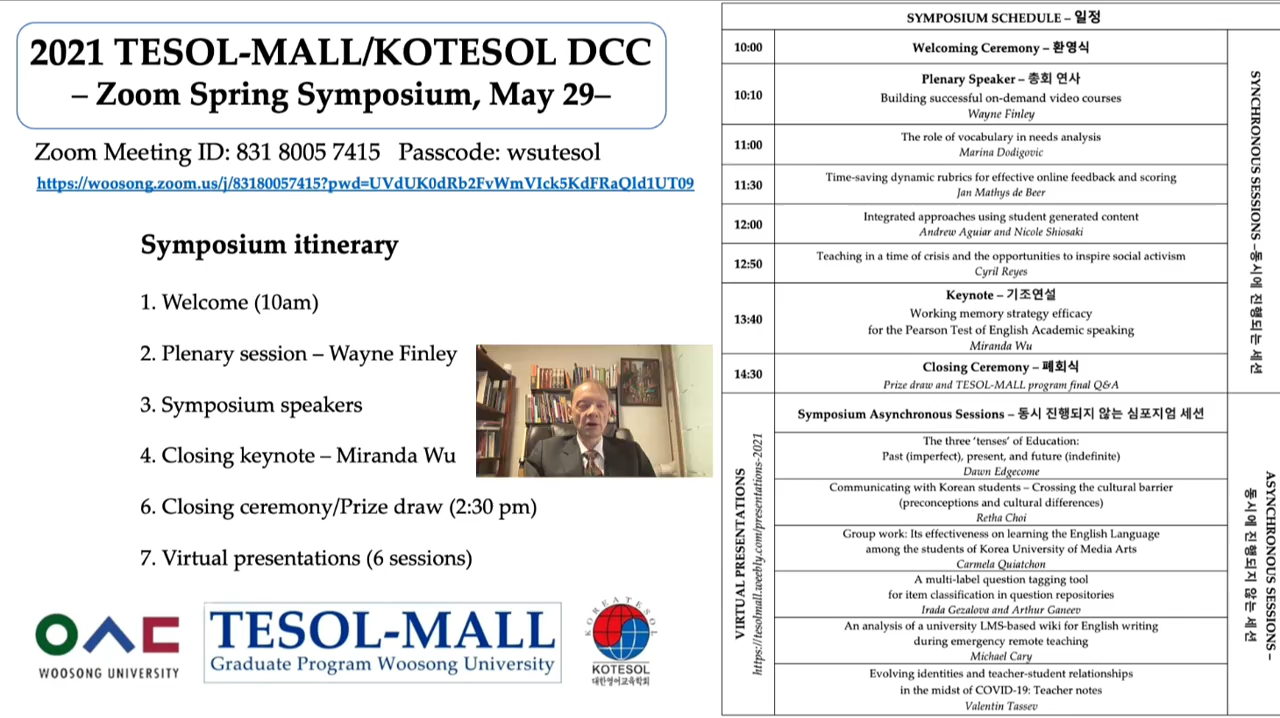 2021 TESOL-MALL/KOTESOL DCC
– Zoom Spring Symposium, May 29–
Zoom Meeting ID: 831 8005 7415 Passcode: wsutesol
https://woosong.zoom.us/j/83180057415?pwd=UVdUK0dRb2FvWmVIck5KdFRaQld1UT09
Symposium itinerary
1. Welcome (10am)
2. Plenary session – Wayne Finley
3. Symposium speakers
4. Closing keynote – Miranda Wu
6. Closing ceremony/Prize draw (2:30 pm)
7. Virtual presentations (6 sessions)
WOOSONG UNIVERSITY
TESOL-MALL
Graduate Program Woosong University
KOREA TESOL
KOTESOL
대한영어교육학회
SYMPOSIUM SCHEDULE – 일정
10:00
Welcoming Ceremony – 환영식
10:10
Plenary Speaker – 총회 연사
Building successful on-demand video courses
Wayne Finley
11:00
The role of vocabulary in needs analysis
Marina Dodigovic
11:30
Time-saving dynamic rubrics for effective online feedback and scoring
Jan Mathys de Beer
12:00
Integrated approaches using student generated content
Andrew Aguiar and Nicole Shiosaki
12:50
Teaching in a time of crisis and the opportunities to inspire social activism
Cyril Reyes
13:40
Keynote – 기조연설
Working memory strategy efficacy
for the Pearson Test of English Academic speaking
Miranda Wu
14:30
Closing Ceremony –폐회식
Prize draw and TESOL-MALL program final Q&A
SYNCHRONOUS SESSIONS –동시에 진행되는 세션
VIRTUAL PRESENTATIONS
https://tesolmall.weebly.com/presentations-2021
Symposium Asynchronous Sessions – 동시 진행되지 않는 심포지엄 세션
The three ‘tenses’ of Education:
Past (imperfect), present, and future (indefinite)
Dawn Edgecome
Communicating with Korean students – Crossing the cultural barrier
(preconceptions and cultural differences)
Retha Choi
Group work: Its effectiveness on learning the English Language
among the students of Korea University of Media Arts
Carmela Quiatchon
A multi-label question tagging tool
for item classification in question repositories
Irada Gezalova and Arthur Ganeev
An analysis of a university LMS-based wiki for English writing
during emergency remote teaching
Michael Cary
Evolving identities and teacher-student relationships
in the midst of COVID-19: Teacher notes
Valentin Tassev
ASYNCHRONOUS SESSIONS –
동시에 진행되지 않는 세션